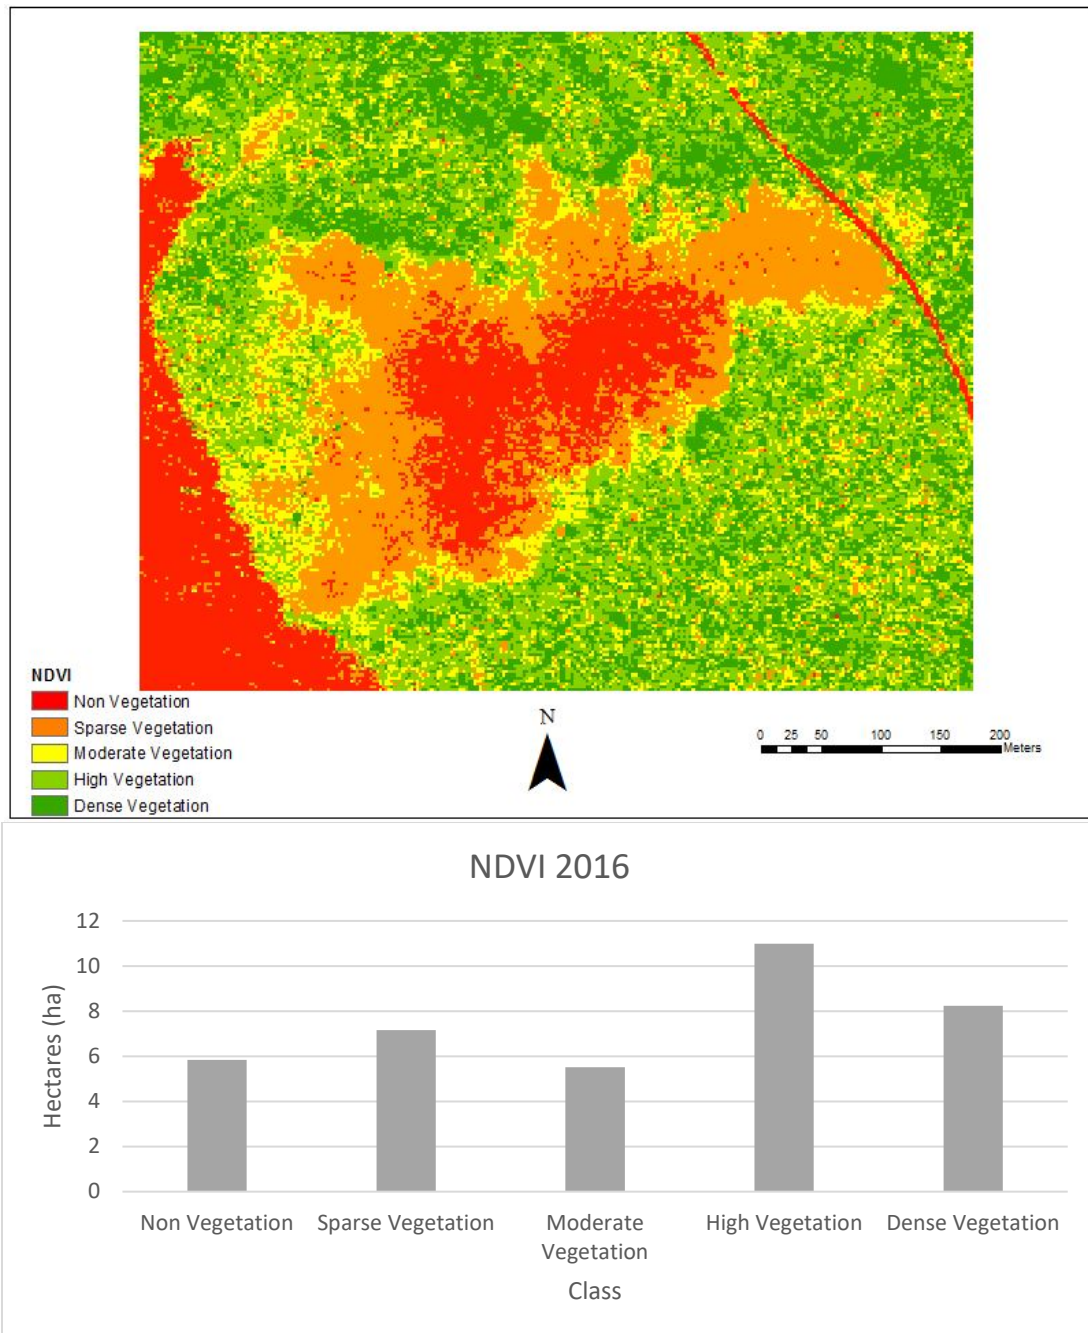 NDVI
Non Vegetation
Sparse Vegetation
Moderate Vegetation
High Vegetation
Dense Vegetation
N
0 25 50 100 150 200
Meters
NDVI 2016
Hectares (ha)
12
10
8
6
4
2
0
Non Vegetation
Sparse Vegetation
Moderate
Vegetation
High Vegetation
Dense Vegetation
Class